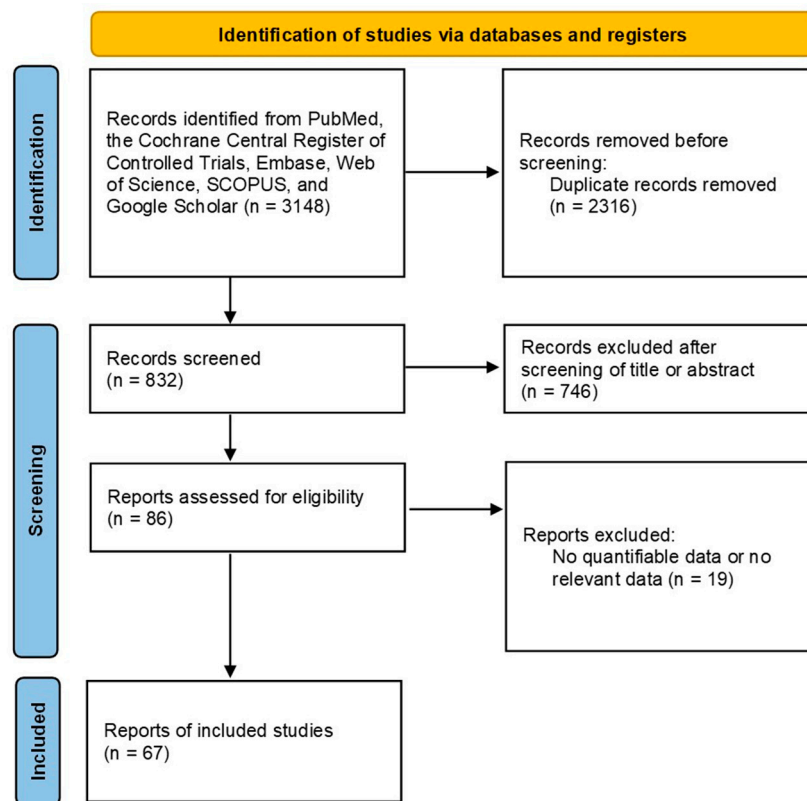 Identification of studies via databases and registers
Identification
Records identified from PubMed,
the Cochrane Central Register of
Controlled Trials, Embase, Web
of Science, SCOPUS, and
Google Scholar (n = 3148)
Records removed before
screening:
Duplicate records removed
(n = 2316)
Screening
Records screened
(n = 832)
Records excluded after
screening of title or abstract
(n = 746)
Reports assessed for eligibility
(n = 86)
Reports excluded:
No quantifiable data or no
relevant data (n = 19)
Included
Reports of included studies
(n = 67)